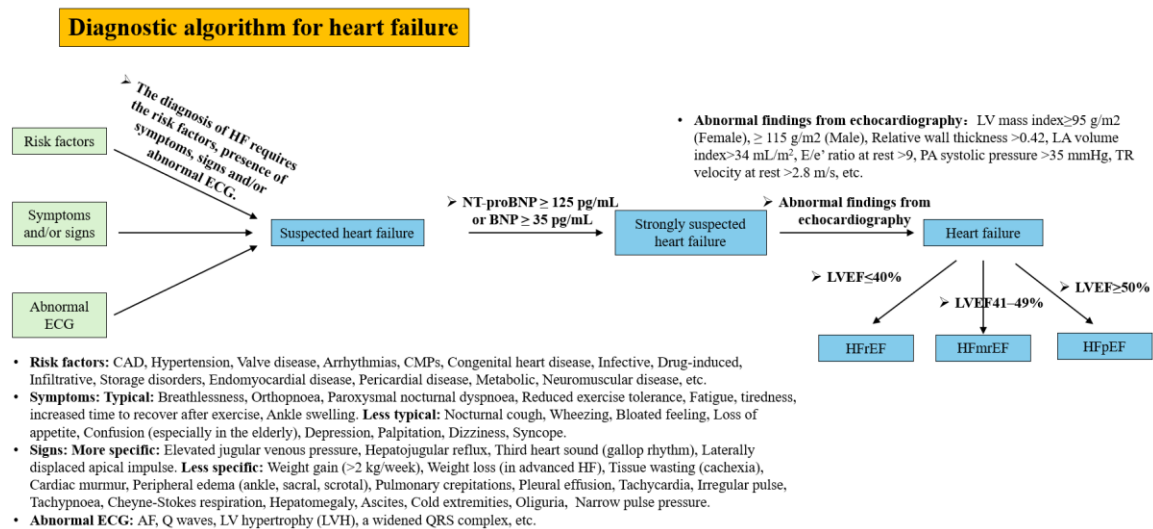 Diagnostic algorithm for heart failure
➢ The diagnosis of HF requires
the risk factors, presence of
symptoms, signs and/or
abnormal ECG.
Risk factors
Symptoms
and/or signs
Abnormal
ECG
Suspected heart failure
➢ NT-proBNP ≥ 125 pg/mL
or BNP ≥ 35 pg/mL
Strongly suspected
heart failure
• Abnormal findings from echocardiography： LV mass index≥95 g/m2
(Female), ≥ 115 g/m2 (Male), Relative wall thickness >0.42, LA volume
index>34 mL/m², E/e’ ratio at rest >9, PA systolic pressure >35 mmHg, TR
velocity at rest >2.8 m/s, etc.
➢ Abnormal findings from
echocardiography
Heart failure
➢ LVEF≤40%
➢ LVEF41–49%
➢ LVEF≥50%
HFrEF
HFmrEF
HFpEF
• Risk factors: CAD, Hypertension, Valve disease, Arrhythmias, CMPs, Congenital heart disease, Infective, Drug-induced,
Infiltrative, Storage disorders, Endomyocardial disease, Pericardial disease, Metabolic, Neuromuscular disease, etc.
• Symptoms: Typical: Breathlessness, Orthopnoea, Paroxysmal nocturnal dyspnoea, Reduced exercise tolerance, Fatigue, tiredness,
increased time to recover after exercise, Ankle swelling. Less typical: Nocturnal cough, Wheezing, Bloated feeling, Loss of
appetite, Confusion (especially in the elderly), Depression, Palpitation, Dizziness, Syncope.
• Signs: More specific: Elevated jugular venous pressure, Hepatojugular reflux, Third heart sound (gallop rhythm), Laterally
displaced apical impulse. Less specific: Weight gain (>2 kg/week), Weight loss (in advanced HF), Tissue wasting (cachexia),
Cardiac murmur, Peripheral edema (ankle, sacral, scrotal), Pulmonary crepitations, Pleural effusion, Tachycardia, Irregular pulse,
Tachypnoea, Cheyne-Stokes respiration, Hepatomegaly, Ascites, Cold extremities, Oliguria, Narrow pulse pressure.
• Abnormal ECG: AF, Q waves, LV hypertrophy (LVH), a widened QRS complex, etc.